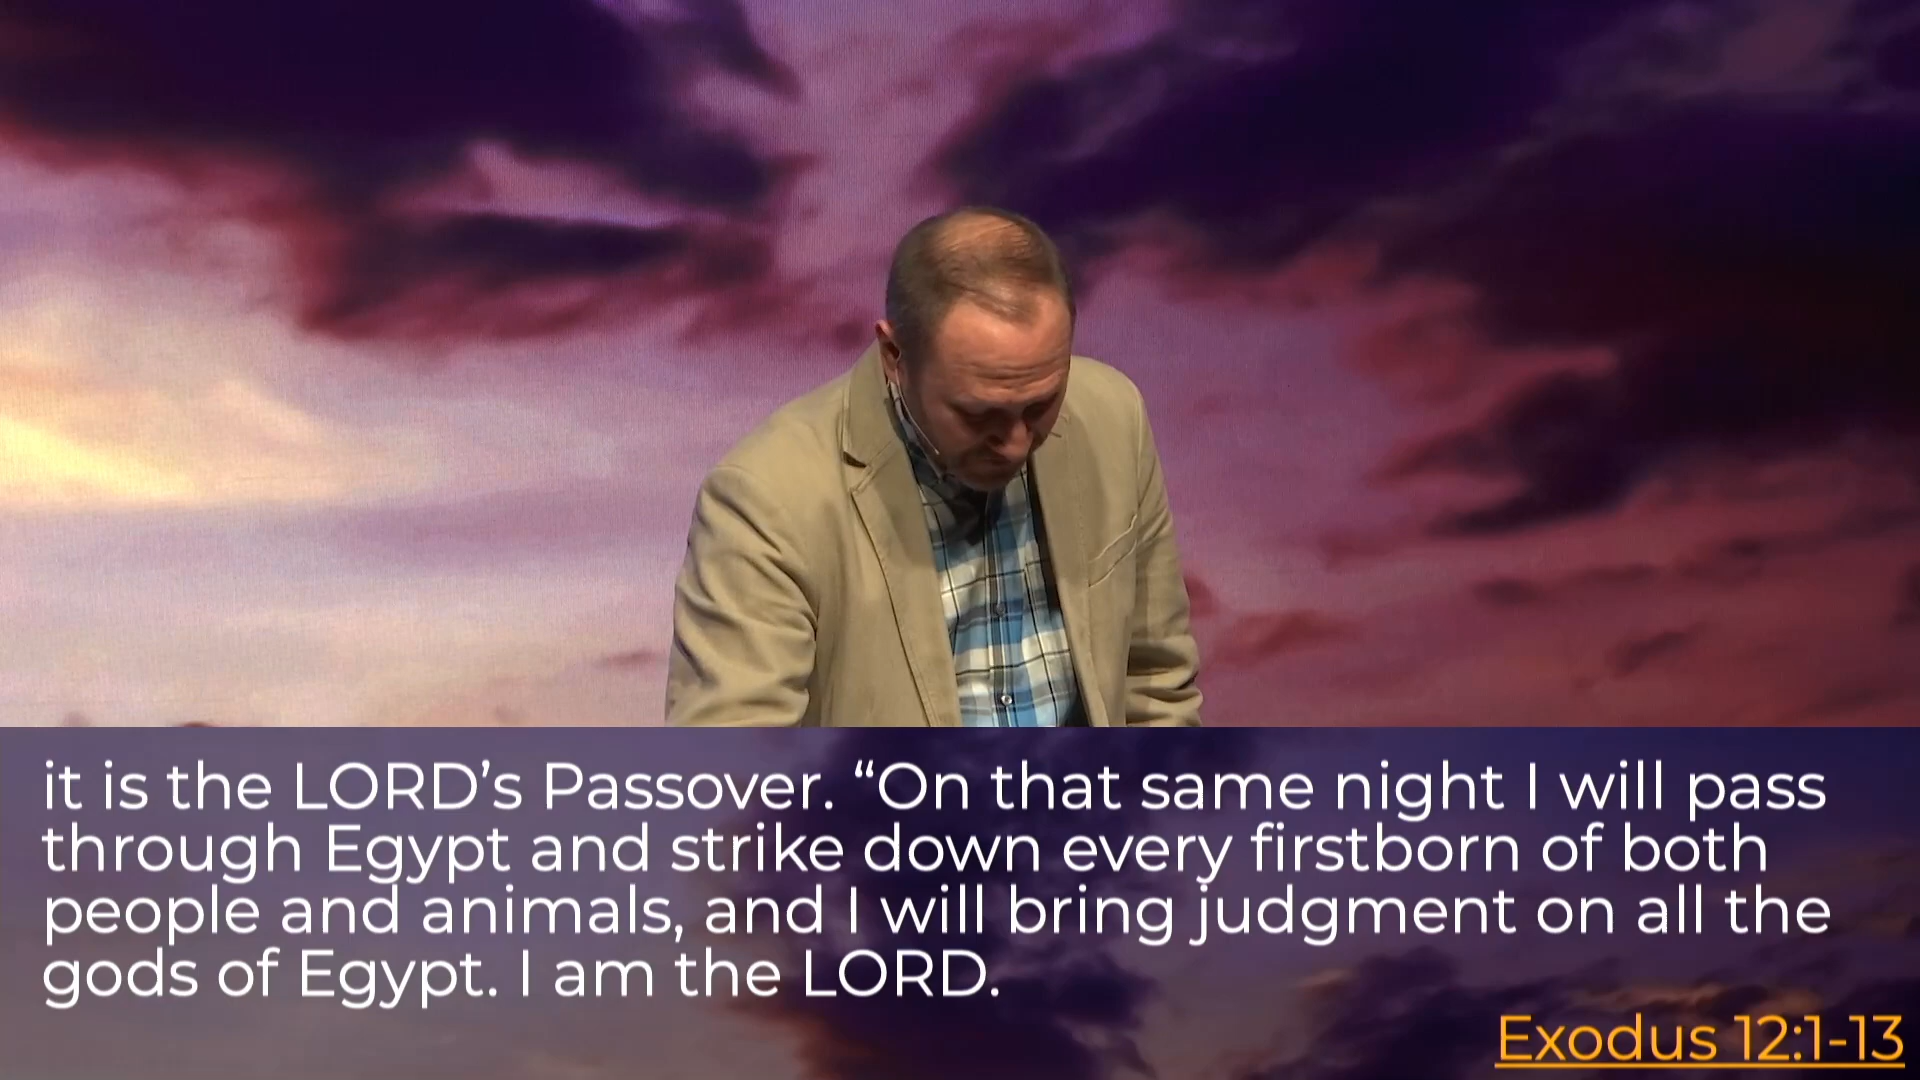 it is the LORD’s Passover. “On that same night I will pass
through Egypt and strike down every firstborn of both
people and animals, and I will bring judgment on all the
gods of Egypt. I am the LORD.
Exodus 12:1-13